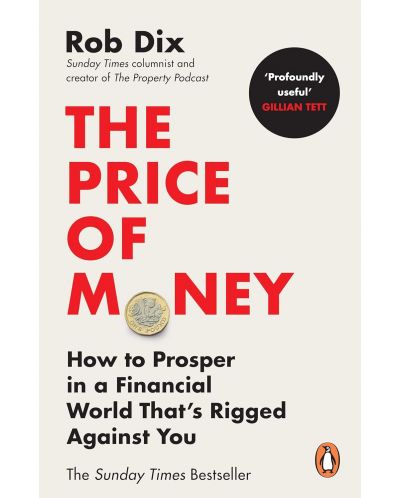 Rob Dix
Sunday Times columnist and
creator of The Property Podcast
'Profoundly
useful'
GILLIAN TETT
THE
PRICE
OF
M NEY
How to Prosper
in a Financial
World That's Rigged
Against You
The Sunday Times Bestseller